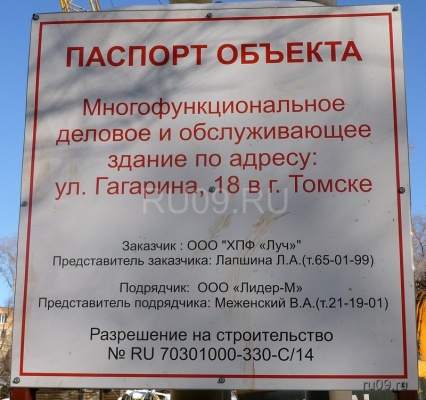 ПАСПОРТ ОБЪЕКТА
Многофункциональное
деловое и обслуживающее
здание по адресу:
ул. Гагарина, 18 в г. Томске
RU09.RU
Заказчик : ООО "ХПФ «Луч»"
Представитель заказчика: Лапшина Л.А.(т.65-01-99)
Подрядчик: ООО «Лидер-М»
Представитель подрядчика: Меженский В.А.(т.21-19-01)
Разрешение на строительство
№ RU 70301000-330-С/14
ru09.ru